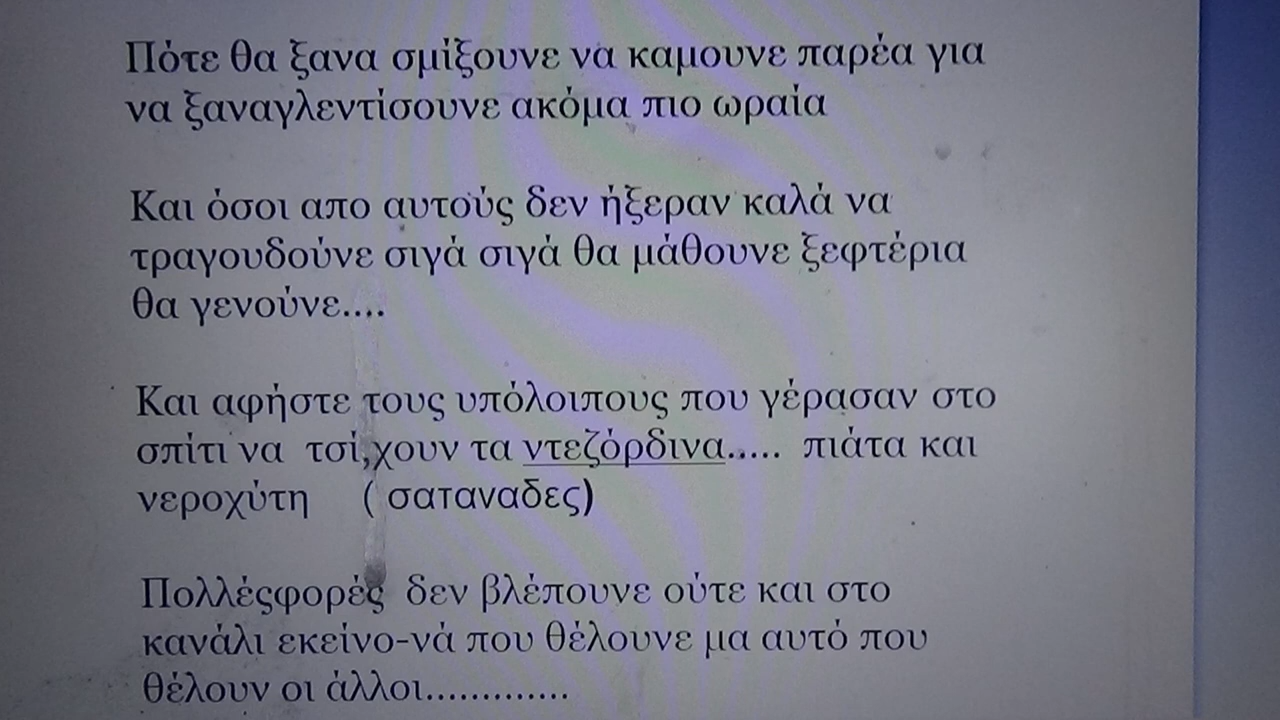 Πότε θα ξανα σμίξουνε να καμουνε παρέα για
να ξαναγλεντίσουνε ακόμα πιο ωραία
Και όσοι απο αυτούς δεν ήξεραν καλά να
τραγουδούνε σιγά σιγά θα μάθουνε ξεφτέρια
θα γενούνε....
Και αφήστε τους υπόλοιπους που γέρασαν στο
σπίτι να τσί,χουν τα ντεζόρδινα..... πιάτα και
νεροχύτη ( σαταναδες)
Πολλέςφορές δεν βλέπουνε ούτε και στο
κανάλι εκείνο-νά που θέλουνε μα αυτό που
θέλουν οι άλλοι.............